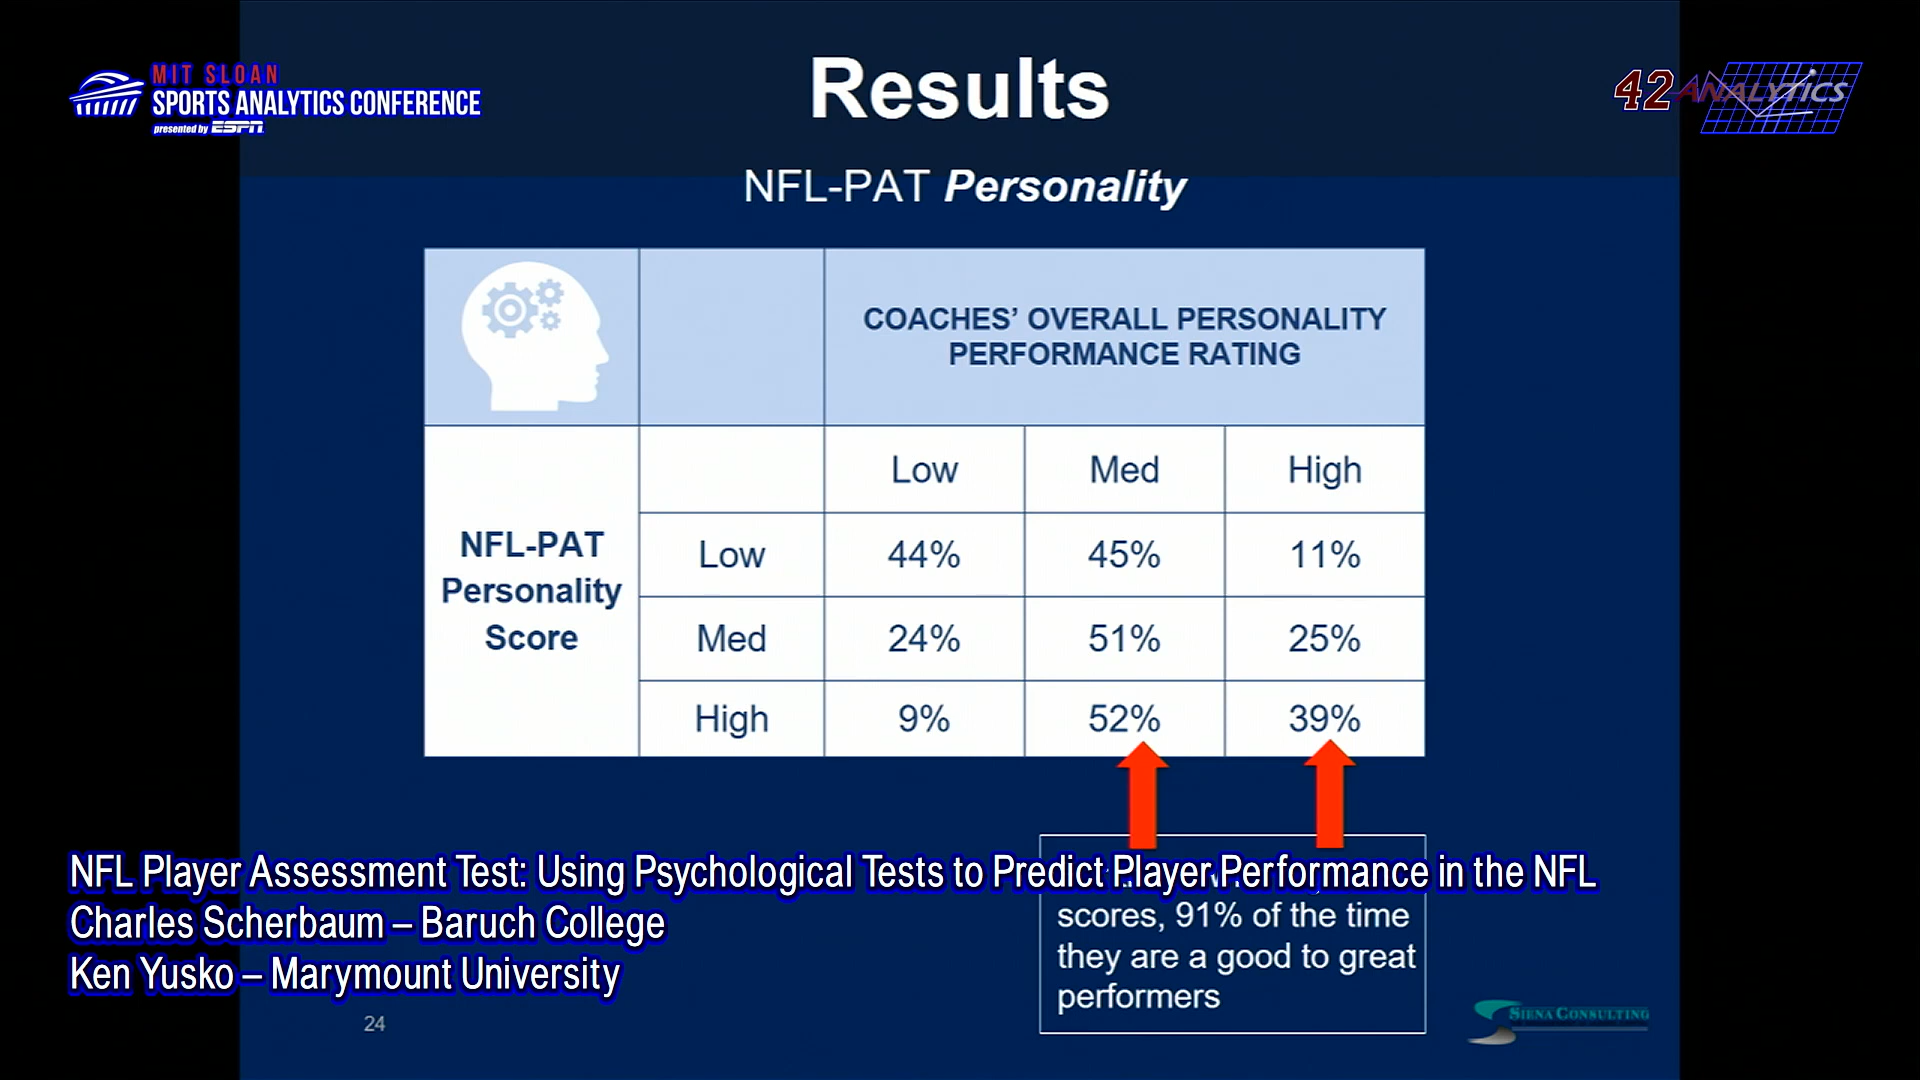 MIT SLOAN
SPORTS ANALYTICS CONFERENCE
presented by ESPN
42 ANALYTICS
Results
NFL-PAT Personality
COACHES’ OVERALL PERSONALITY
PERFORMANCE RATING
Low Med High
NFL-PAT
Personality
Score
Low 44% 45% 11%
Med 24% 51% 25%
High 9% 52% 39%
NFL Player Assessment Test: Using Psychological Tests to Predict Player Performance in the NFL
Charles Scherbaum – Baruch College
Ken Yusko – Marymount University
scores, 91% of the time
they are a good to great
performers
24
SIENA CONSULTING